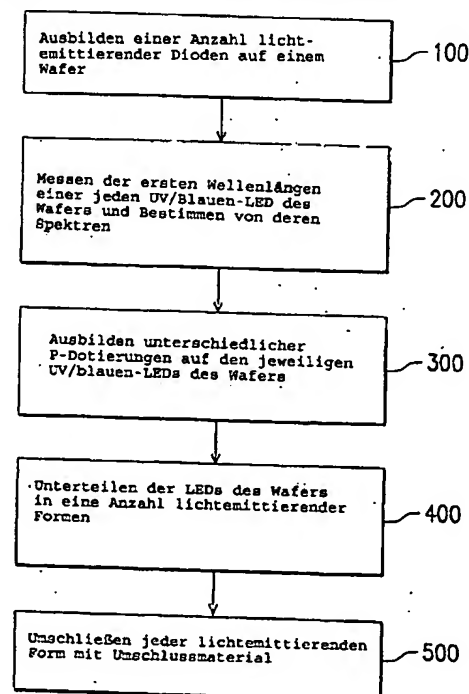 Ausbilden einer Anzahl licht-
emittierender Dioden auf einem
Wafer
100
Messen der ersten Wellenlängen
einer jeden UV/Blauen-LED des
Wafers und Bestimmen von deren
Spektren
200
Ausbilden unterschiedlicher
P-Dotierungen auf den jeweiligen
UV/blauen-LEDs des Wafers
300
Unterteilen der LEDs des Wafers
in eine Anzahl lichtemittierender
Formen
400
Umschließen jeder lichtemittierenden
Form mit Umschlussmaterial
500